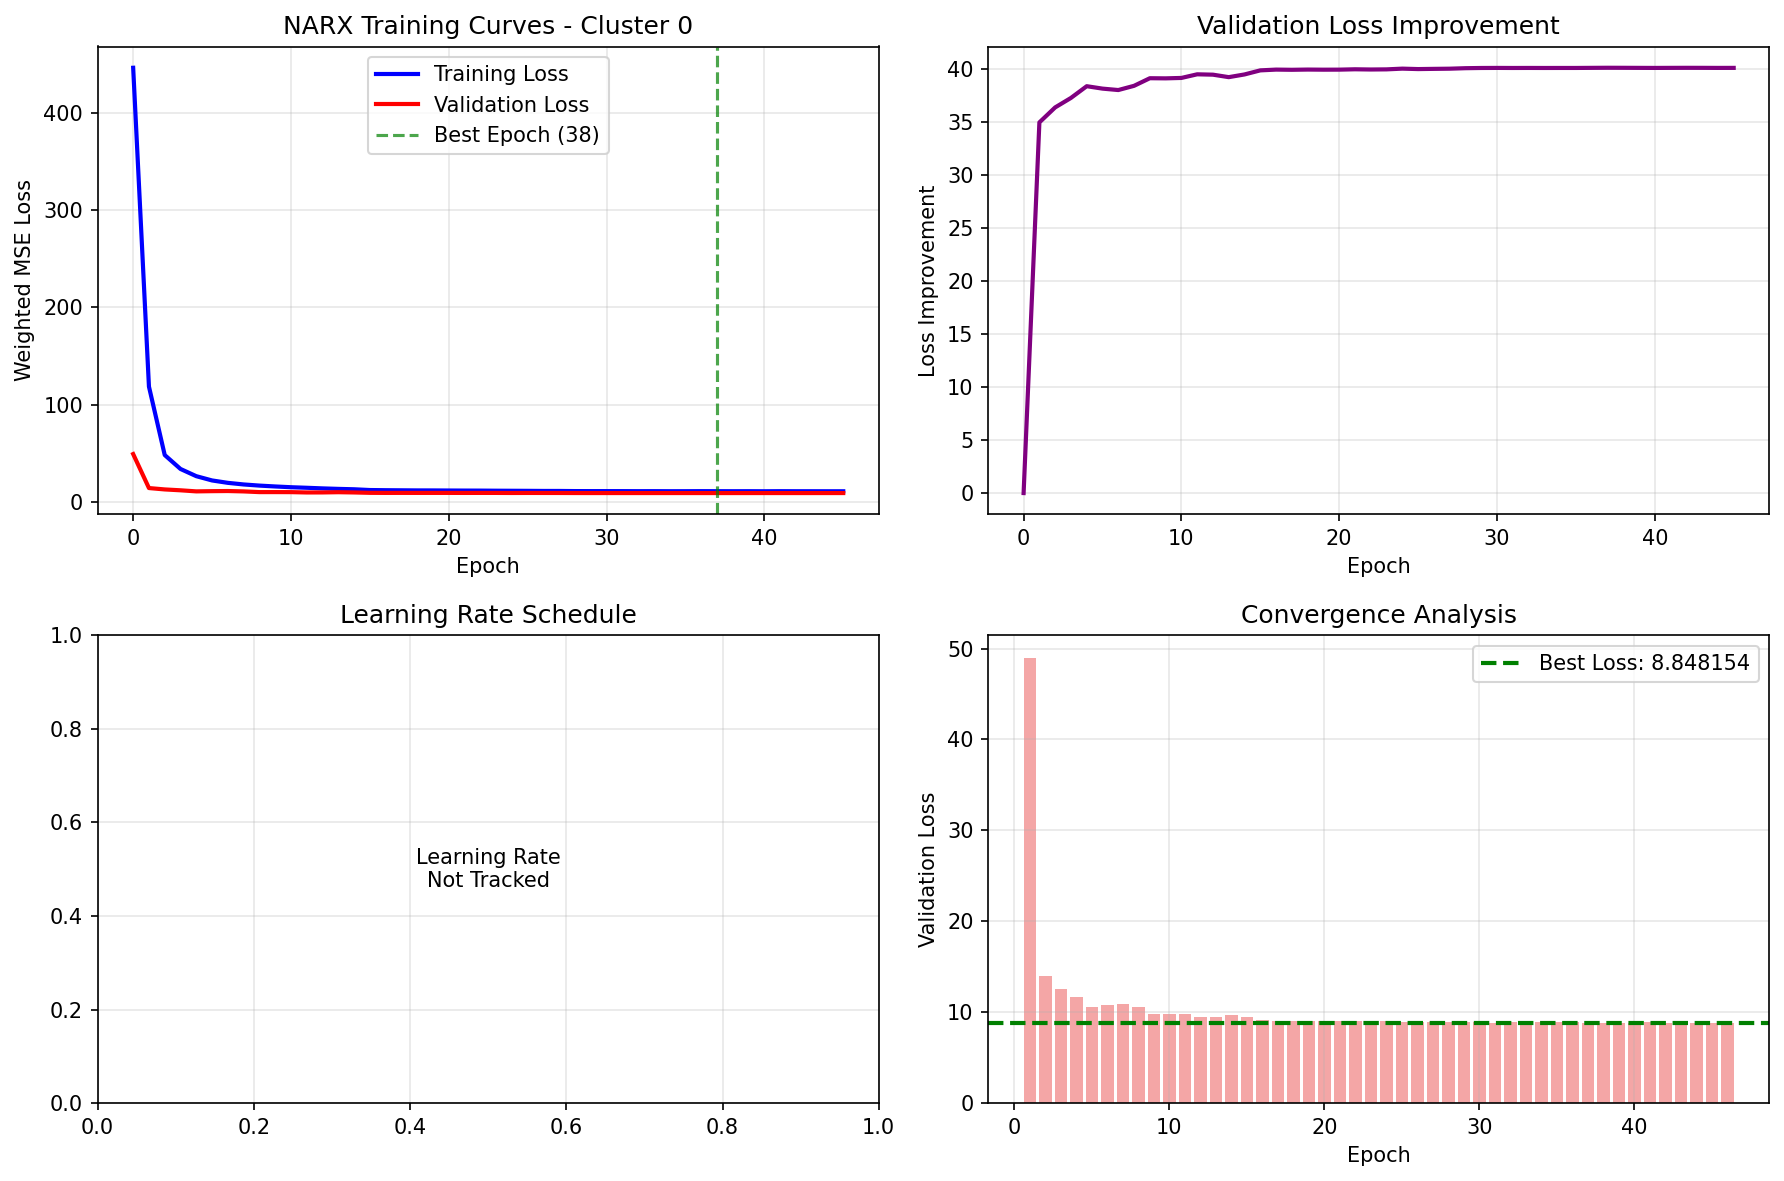 NARX Training Curves - Cluster 0
Weighted MSE Loss
400
300
200
100
0
Training Loss
Validation Loss
Best Epoch (38)
0 10 20 30 40
Epoch
Validation Loss Improvement
Loss Improvement
40
35
30
25
20
15
10
5
0
0 10 20 30 40
Epoch
Learning Rate Schedule
1.0
0.8
0.6
0.4
0.2
0.0
Learning Rate
Not Tracked
0.0 0.2 0.4 0.6 0.8 1.0
Convergence Analysis
Validation Loss
50
40
30
20
10
0
Best Loss: 8.848154
0 10 20 30 40
Epoch